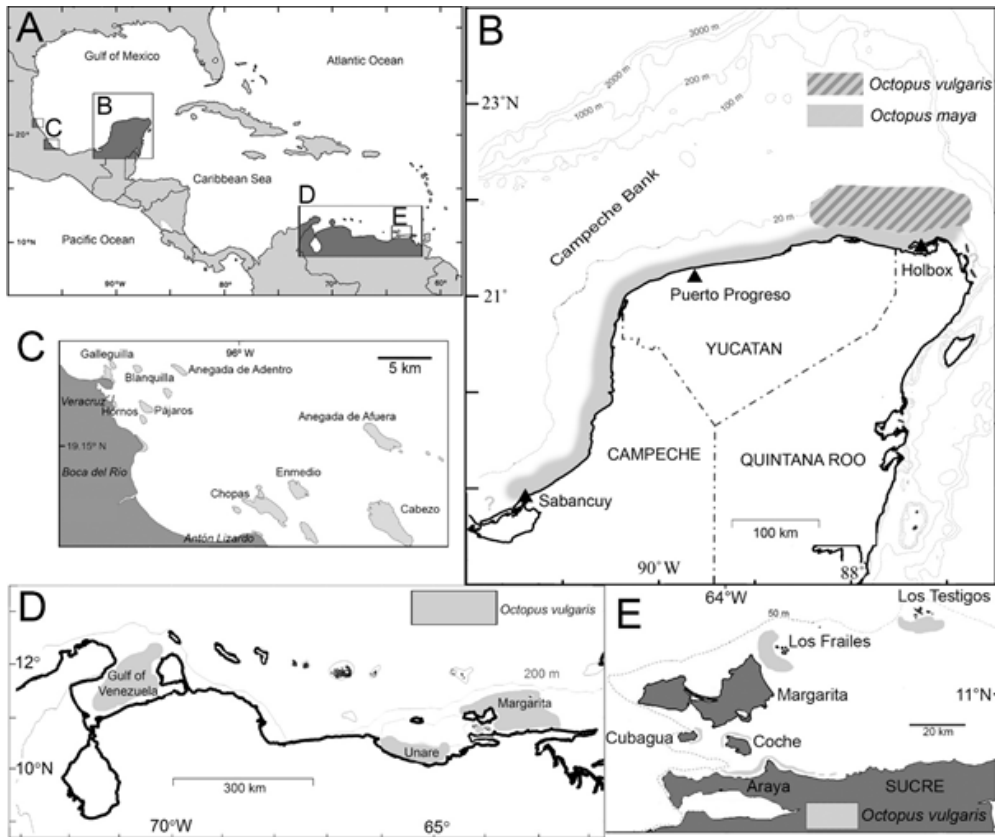 A
Gulf of Mexico
Atlantic Ocean
B
C
20°
Caribbean Sea
D
E
Pacific Ocean
10°N
90°W
80°
70°
60°
B
3000 m
2000 m
1000 m
200 m
100 m
23°N
Octopus vulgaris
Octopus maya
Campeche Bank
20 m
Holbox
Puerto Progreso
21°
YUCATAN
CAMPECHE
QUINTANA ROO
?
Sabancuy
100 km
90°W
88°
C
96° W
5 km
Galleguilla
Anegada de Adentro
Blanquilla
Veracruz
Hornos
Pájaros
Anegada de Afuera
19.15° N
Boca del Río
Enmedio
Chopas
Cabezo
Antón Lizardo
D
Octopus vulgaris
12°
Gulf of
Venezuela
200 m
Margarita
Unare
10°N
300 km
70°W
65°
64°W
E
Los Testigos
50 m
Los Frailes
Margarita
11°N
20 km
Cubagua
Coche
Araya
SUCRE
Octopus vulgaris